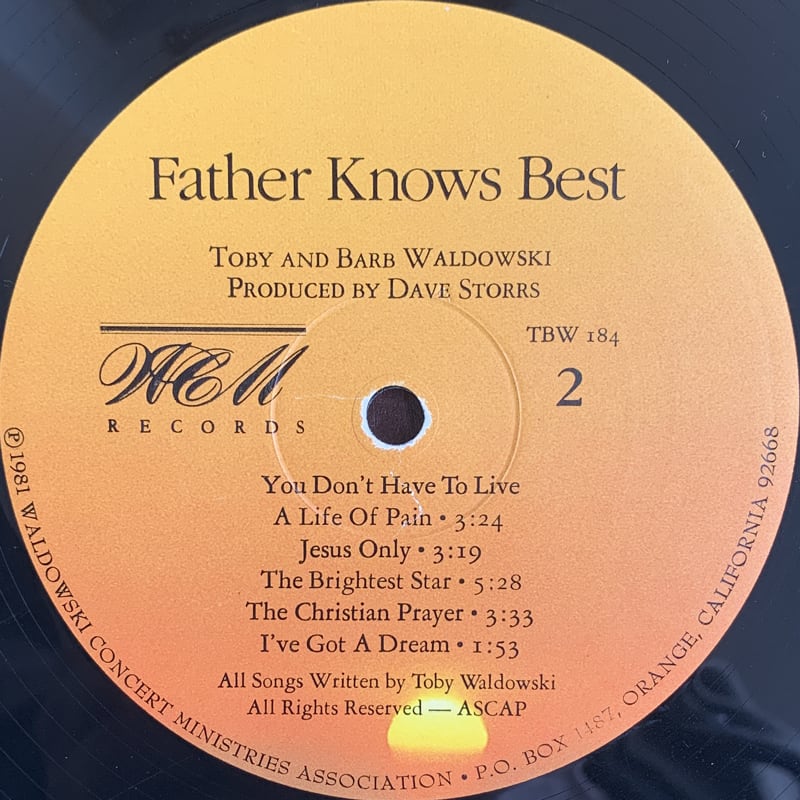 Father Knows Best
TOBY AND BARB WALDOWSKI
PRODUCED BY DAVE STORRS
WCM
RECORDS
TBW 184
2
You Don't Have To Live
A Life Of Pain • 3:24
Jesus Only • 3:19
The Brightest Star • 5:28
The Christian Prayer • 3:33
I've Got A Dream • 1:53
All Songs Written by Toby Waldowski
All Rights Reserved — ASCAP
℗ 1981 WALDOWSKI CONCERT MINISTRIES ASSOCIATION • P.O. BOX 1487, ORANGE, CALIFORNIA 92668